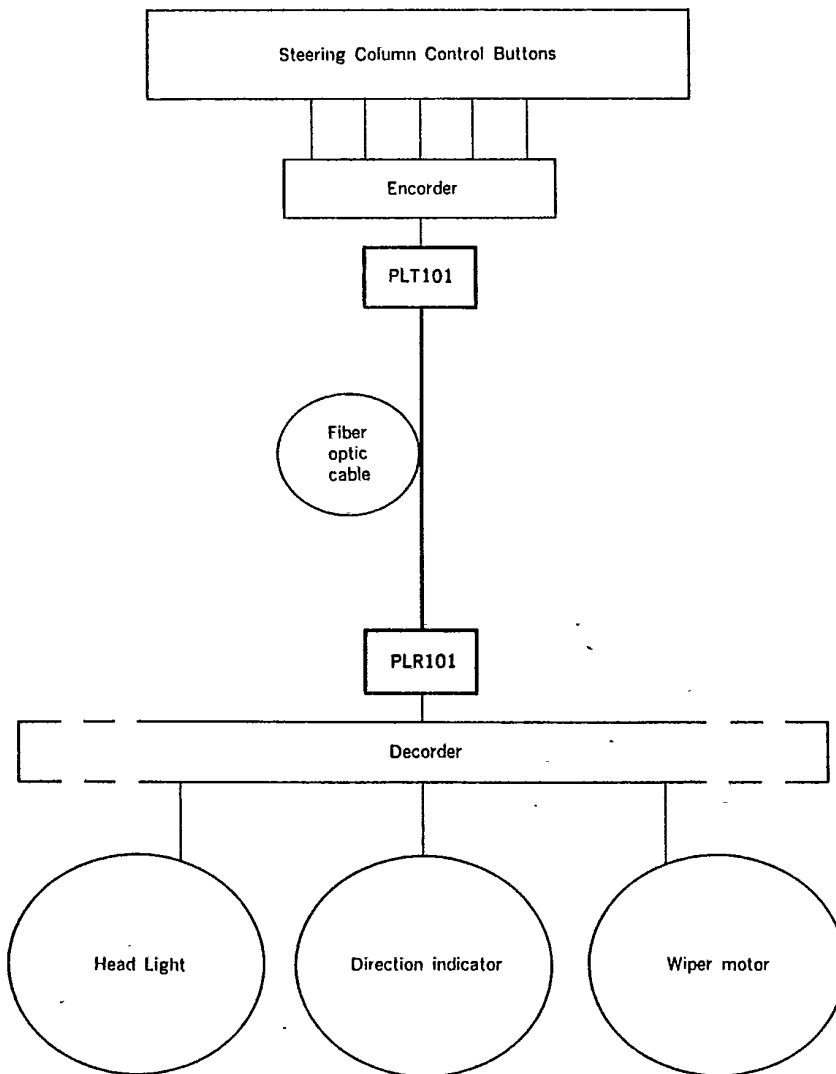 Steering Column Control Buttons
Encorder
PLT101
Fiber
optic
cable
PLR101
Decorder
Head Light
Direction indicator
Wiper motor